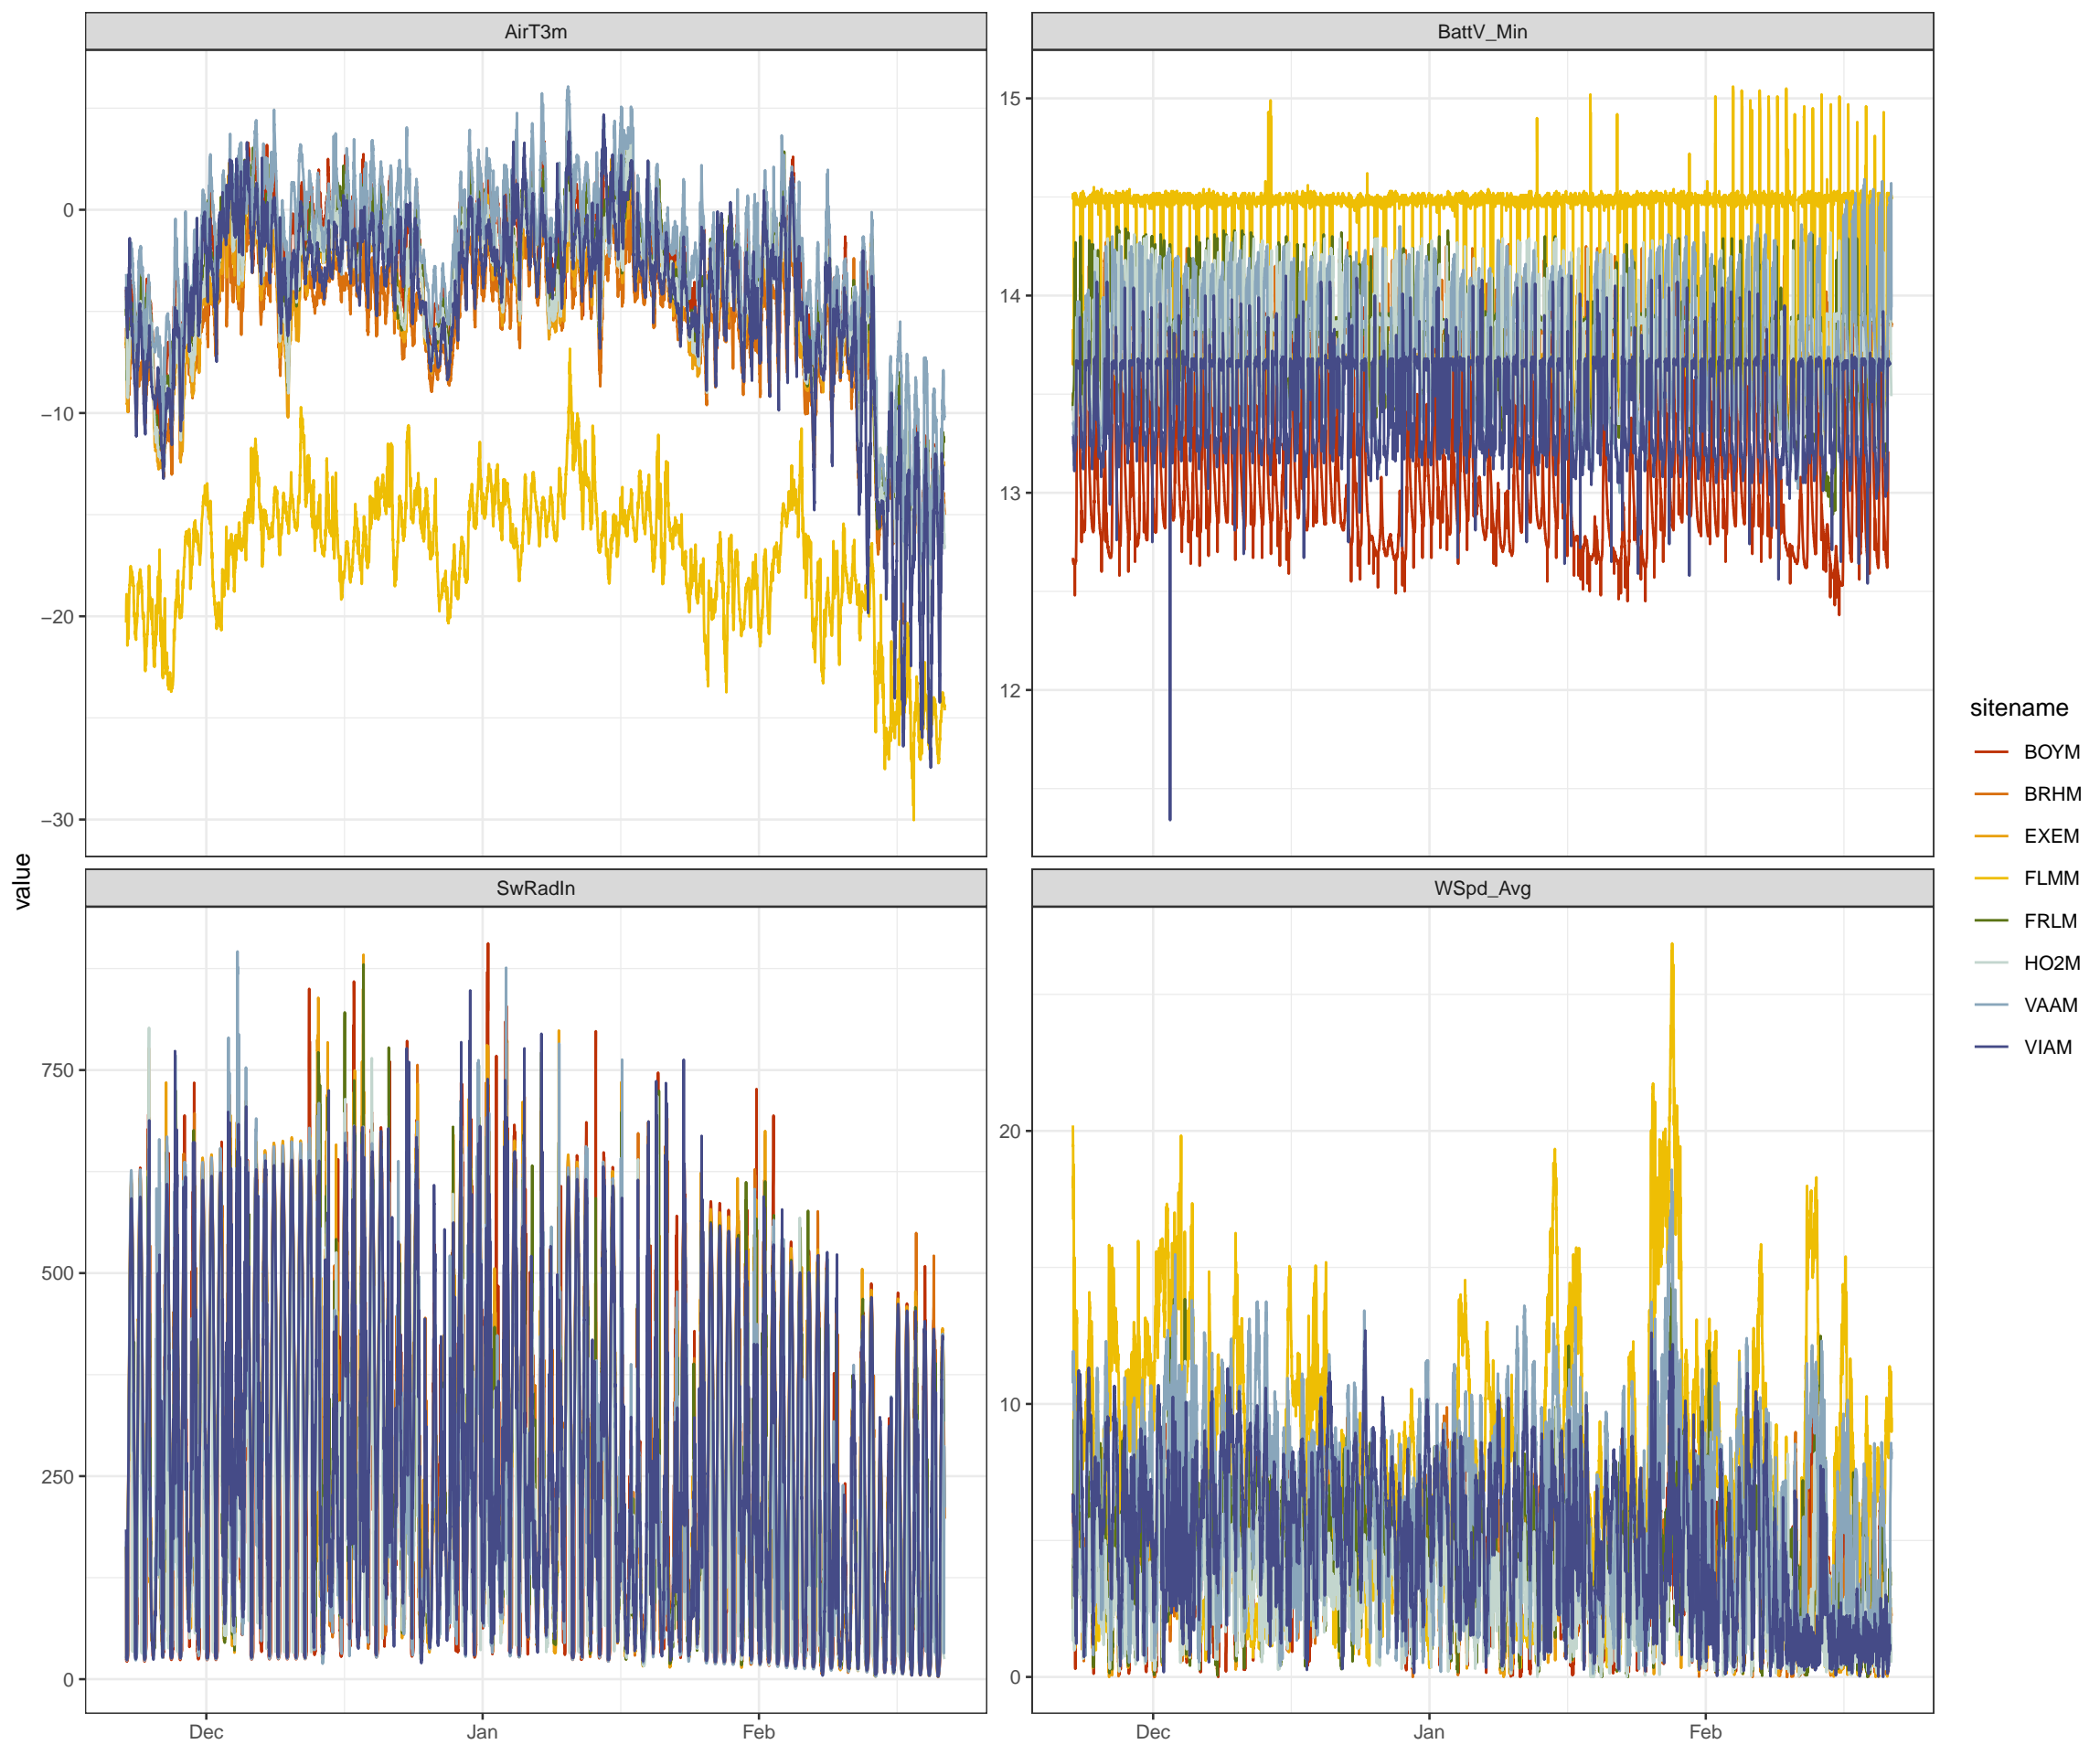 AirT3m
BattV_Min
0
−10
−20
−30
15
14
13
12
value
SwRadIn
WSpd_Avg
750
500
250
0
20
10
0
Dec
Jan
Feb
Dec
Jan
Feb
sitename
BOYM
BRHM
EXEM
FLMM
FRLM
HO2M
VAAM
VIAM